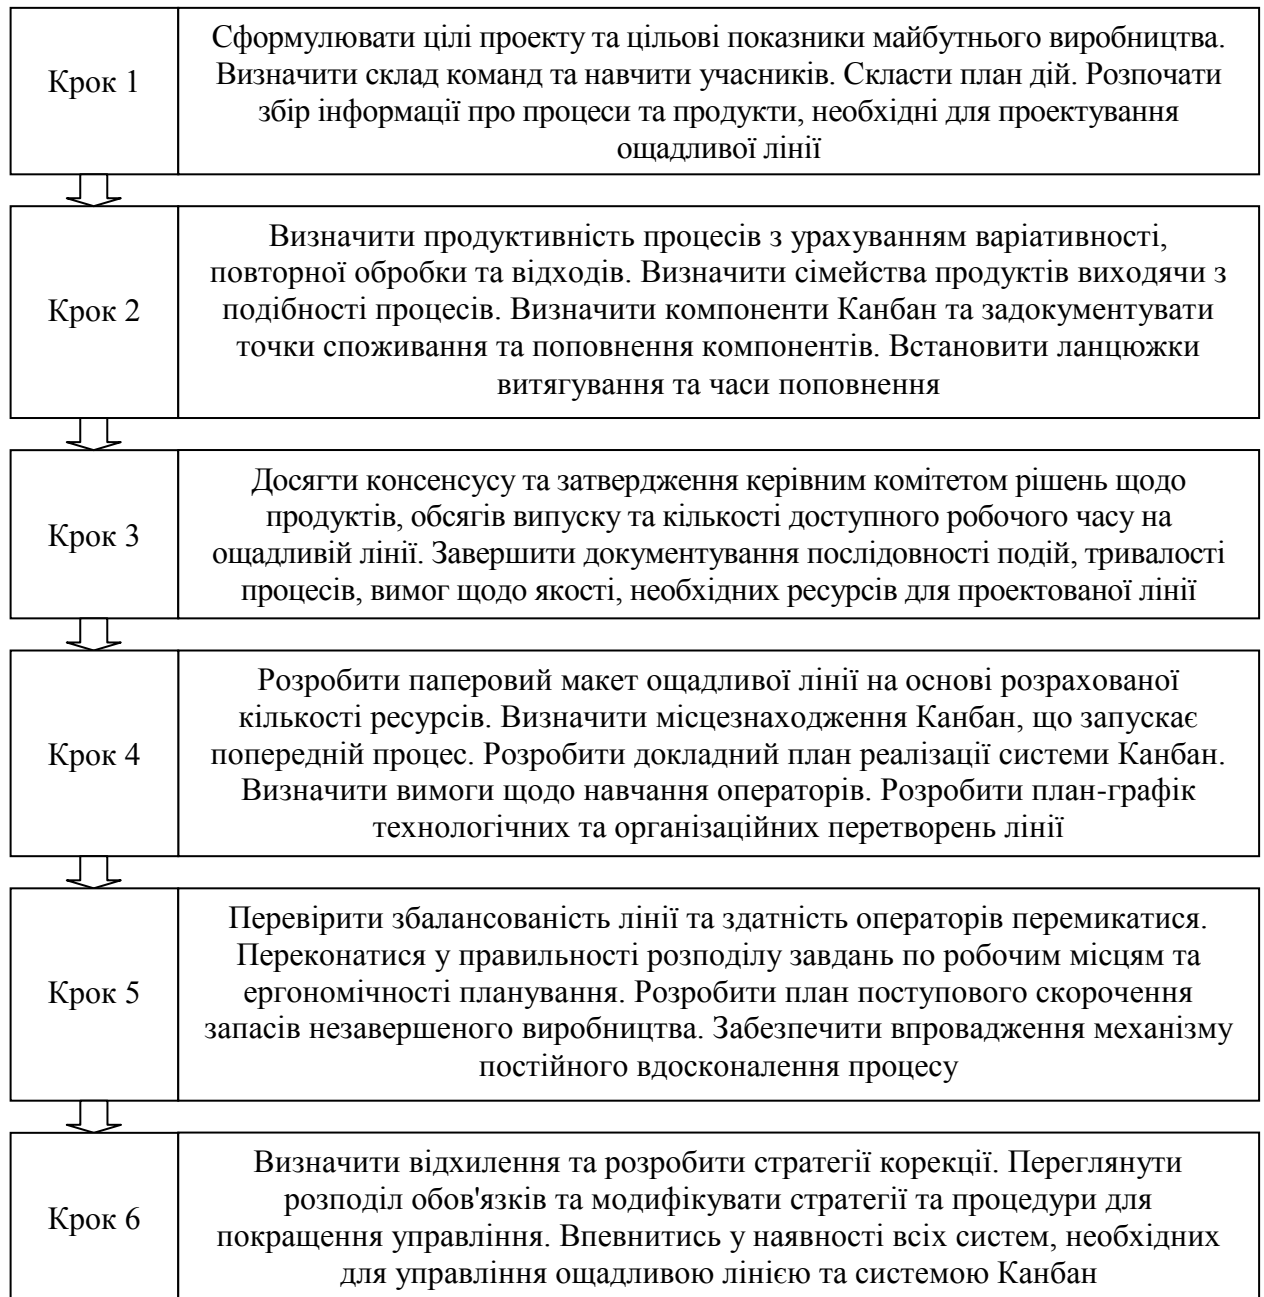 Крок 1
Сформулювати цілі проекту та цільові показники майбутнього виробництва.
Визначити склад команд та навчити учасників. Скласти план дій. Розпочати
збір інформації про процеси та продукти, необхідні для проектування
ощадливої лінії
Крок 2
Визначити продуктивність процесів з урахуванням варіативності,
повторної обробки та відходів. Визначити сімейства продуктів виходячи з
подібності процесів. Визначити компоненти Канбан та задокументувати
точки споживання та поповнення компонентів. Встановити ланцюжки
витягування та часи поповнення
Крок 3
Досягти консенсусу та затвердження керівним комітетом рішень щодо
продуктів, обсягів випуску та кількості доступного робочого часу на
ощадливій лінії. Завершити документування послідовності подій, тривалості
процесів, вимог щодо якості, необхідних ресурсів для проектованої лінії
Крок 4
Розробити паперовий макет ощадливої лінії на основі розрахованої
кількості ресурсів. Визначити місцезнаходження Канбан, що запускає
попередній процес. Розробити докладний план реалізації системи Канбан.
Визначити вимоги щодо навчання операторів. Розробити план-графік
технологічних та організаційних перетворень лінії
Крок 5
Перевірити збалансованість лінії та здатність операторів перемикатися.
Переконатися у правильності розподілу завдань по робочим місцям та
ергономічності планування. Розробити план поступового скорочення
запасів незавершеного виробництва. Забезпечити впровадження механізму
постійного вдосконалення процесу
Крок 6
Визначити відхилення та розробити стратегії корекції. Переглянути
розподіл обов'язків та модифікувати стратегії та процедури для
покращення управління. Впевнитись у наявності всіх систем, необхідних
для управління ощадливою лінією та системою Канбан